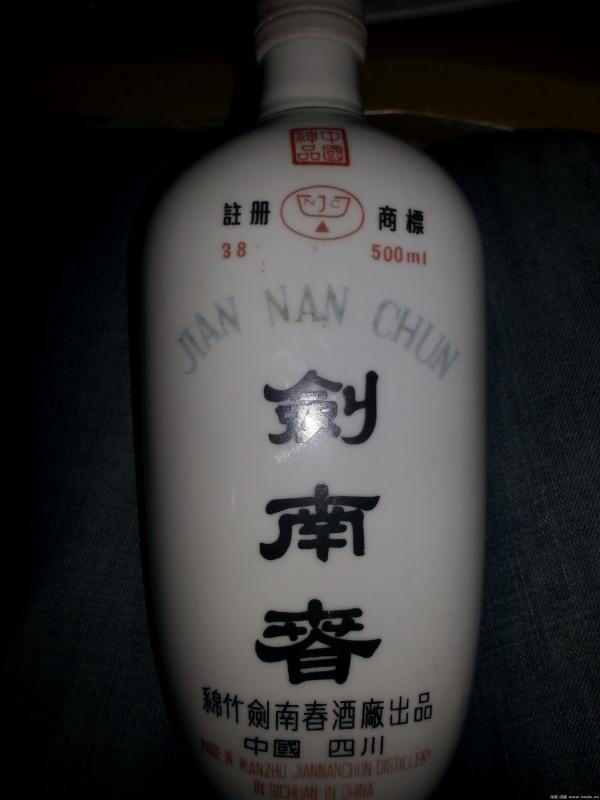 中國
神品
註册 NJC 商標
38 500ml
JIAN NAN CHUN
劍
南
春
綿竹劍南春酒廠出品
中國 四川
MADE IN MIANZHU JIANNANCHUN DISTILLERY
IN SICHUAN IN CHINA